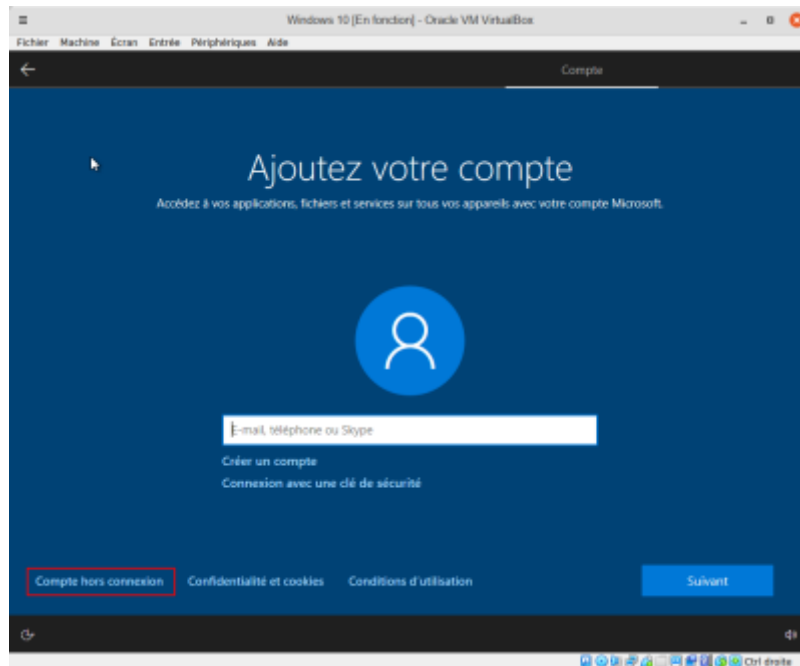 Windows 10 [En fonction] - Oracle VM VirtualBox
Fichier Machine Écran Entrée Périphériques Aide
Compte
Ajoutez votre compte
Accédez à vos applications, fichiers et services sur tous vos appareils avec votre compte Microsoft.
E-mail, téléphone ou Skype
Créer un compte
Connexion avec une clé de sécurité
Compte hors connexion Confidentialité et cookies Conditions d'utilisation Suivant
Ctrl droite